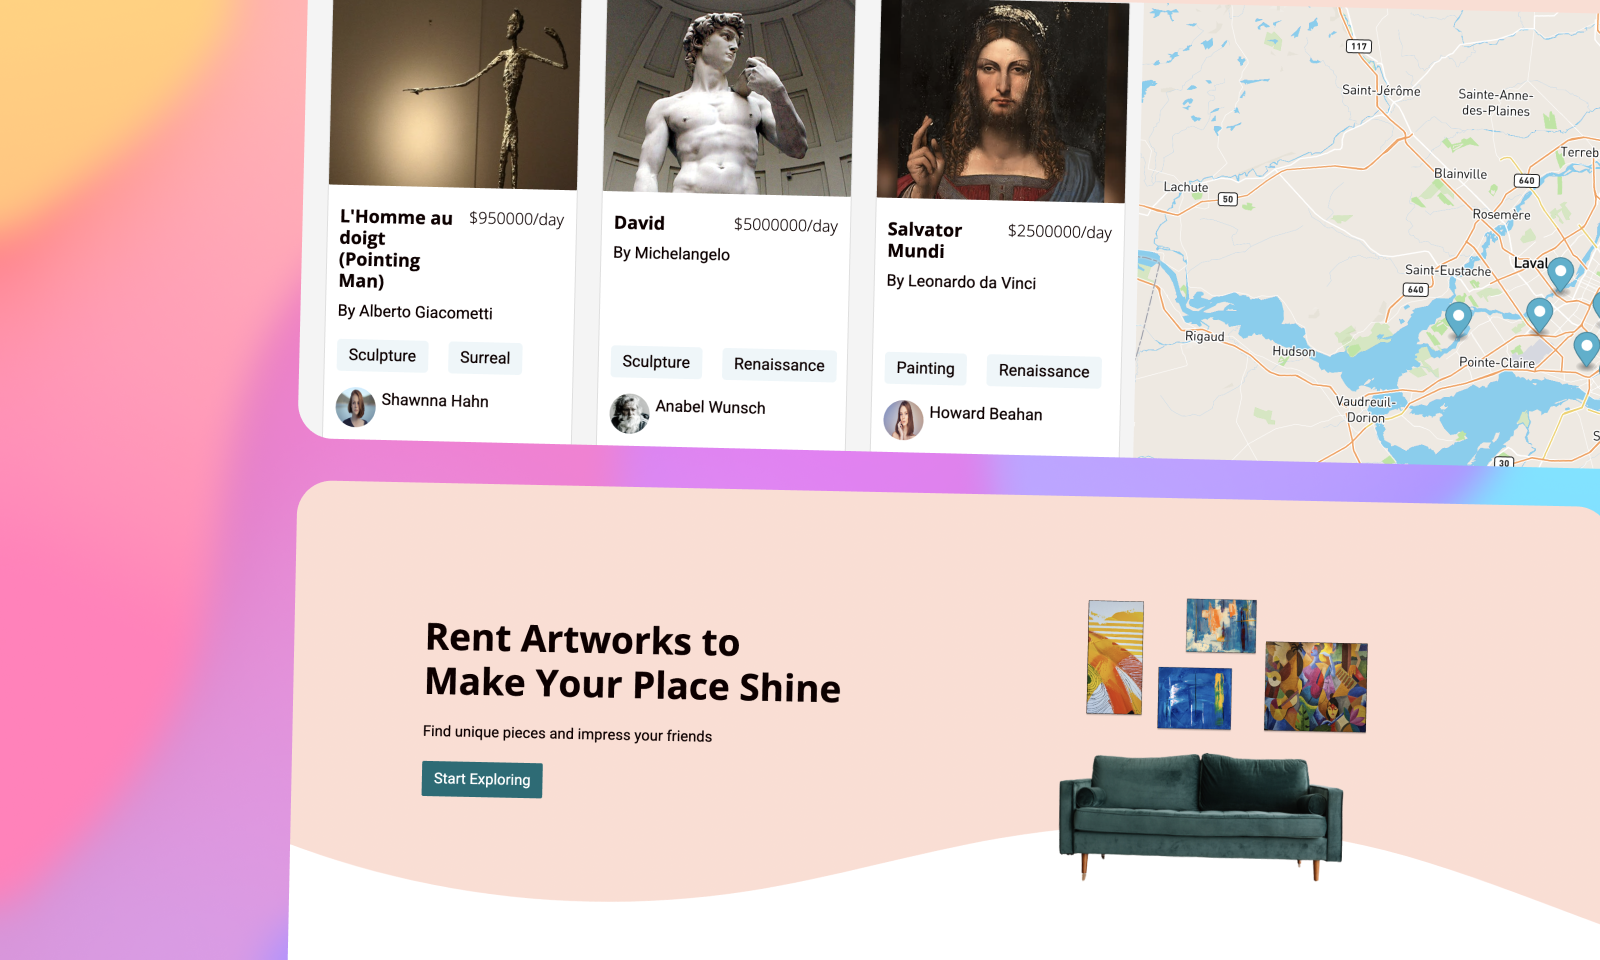 L'Homme au
doigt
(Pointing
Man)
$950000/day
By Alberto Giacometti
Sculpture
Surreal
Shawnna Hahn
David
$5000000/day
By Michelangelo
Sculpture
Renaissance
Anabel Wunsch
Salvator
Mundi
$2500000/day
By Leonardo da Vinci
Painting
Renaissance
Howard Beahan
117
Saint-Jérôme
Sainte-Anne-
des-Plaines
Terreb
Blainville
640
Lachute
50
Rosemère
Laval
Saint-Eustache
640
Rigaud
Hudson
Pointe-Claire
Vaudreuil-
Dorion
S
30
Rent Artworks to
Make Your Place Shine
Find unique pieces and impress your friends
Start Exploring